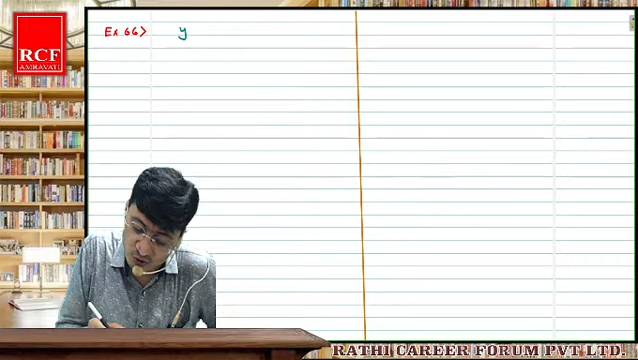 RCF
AMRAVATI
Ex 66> y
RATHI CAREER FORUM PVT LTD.